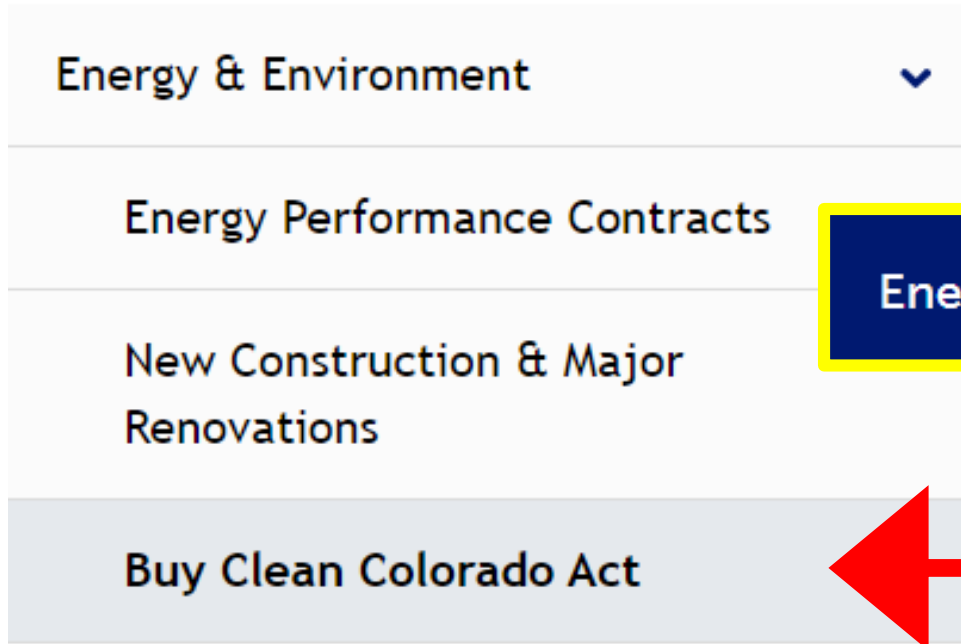 Energy & Environment
Energy Performance Contracts
Ene
New Construction & Major
Renovations
Buy Clean Colorado Act